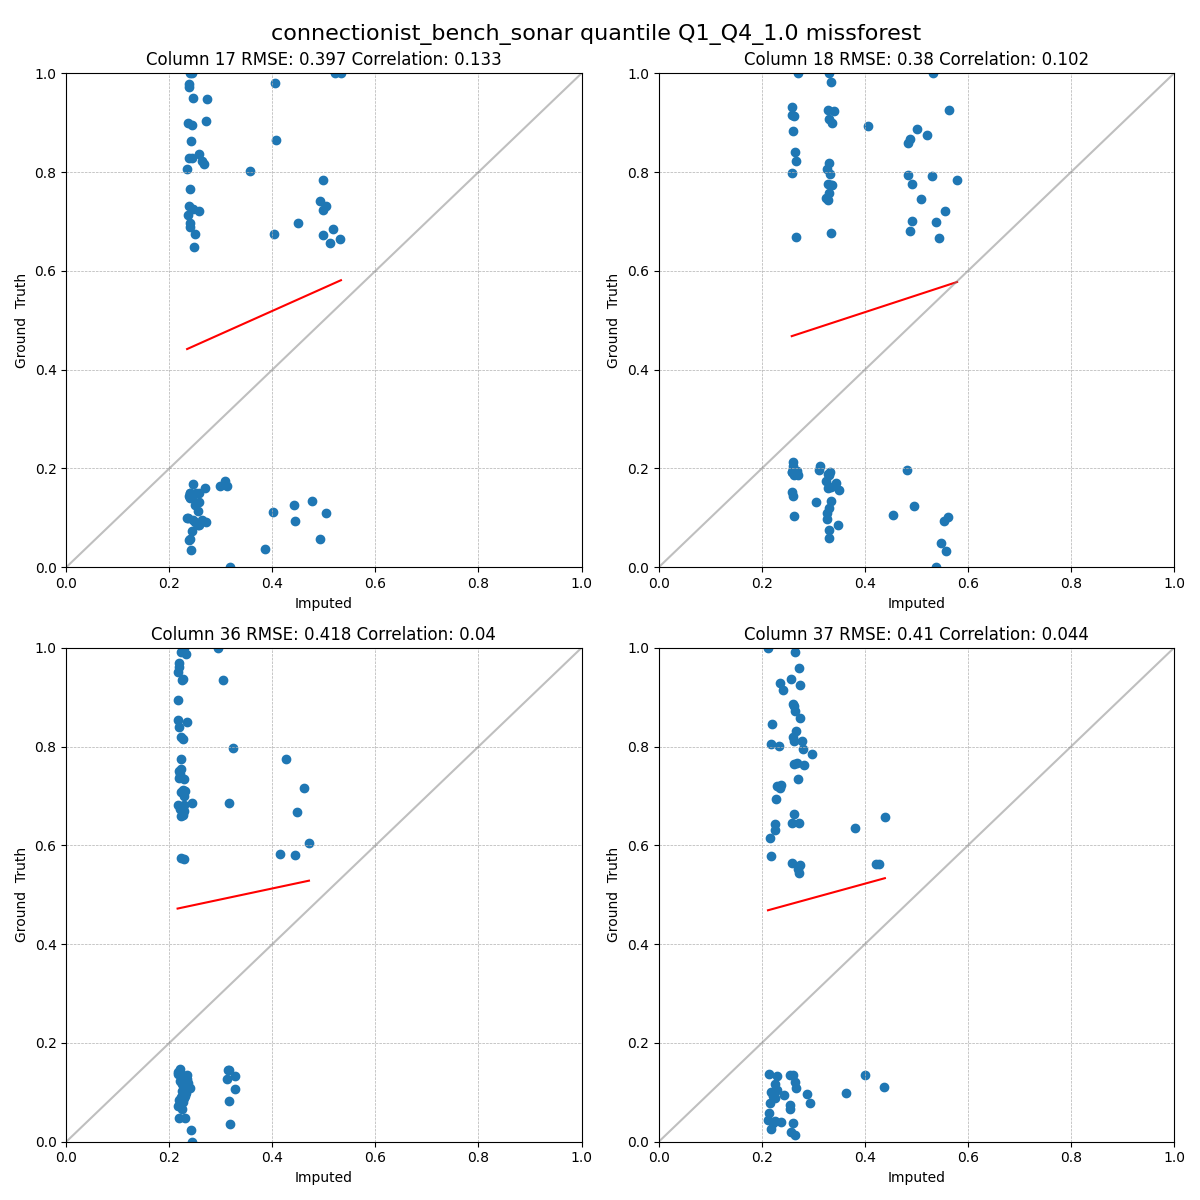 connectionist_bench_sonar quantile Q1_Q4_1.0 missforest
Column 17 RMSE: 0.397 Correlation: 0.133
1.0
0.8
0.6
0.4
0.2
0.0
Ground Truth
0.0 0.2 0.4 0.6 0.8 1.0
Imputed
Column 18 RMSE: 0.38 Correlation: 0.102
1.0
0.8
0.6
0.4
0.2
0.0
Ground Truth
0.0 0.2 0.4 0.6 0.8 1.0
Imputed
Column 36 RMSE: 0.418 Correlation: 0.04
1.0
0.8
0.6
0.4
0.2
0.0
Ground Truth
0.0 0.2 0.4 0.6 0.8 1.0
Imputed
Column 37 RMSE: 0.41 Correlation: 0.044
1.0
0.8
0.6
0.4
0.2
0.0
Ground Truth
0.0 0.2 0.4 0.6 0.8 1.0
Imputed